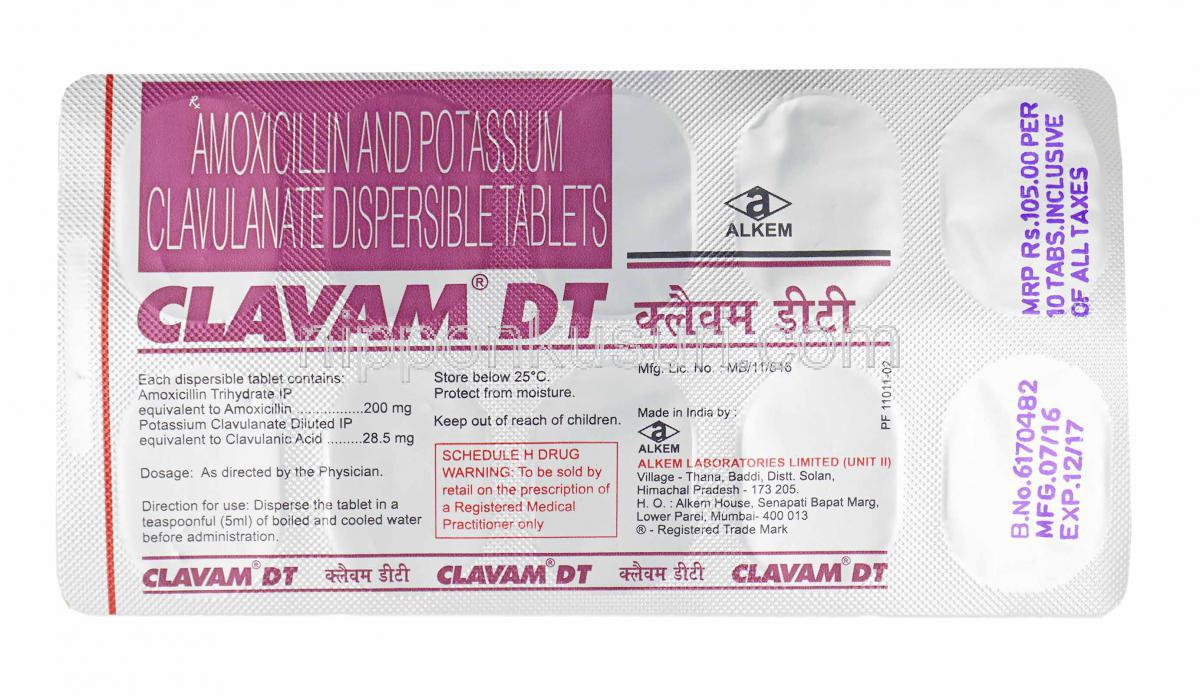 Rx
AMOXICILLIN AND POTASSIUM
CLAVULANATE DISPERSIBLE TABLETS
a
ALKEM
CLAVAM® DT क्लैवम डीटी
nipponkusuri.com
Each dispersible tablet contains:
Amoxicillin Trihydrate IP
equivalent to Amoxicillin ................200 mg
Potassium Clavulanate Diluted IP
equivalent to Clavulanic Acid .........28.5 mg
Dosage: As directed by the Physician.
Direction for use: Disperse the tablet in a
teaspoonful (5ml) of boiled and cooled water
before administration.
Store below 25°C.
Protect from moisture.
Keep out of reach of children.
SCHEDULE H DRUG
WARNING: To be sold by
retail on the prescription of
a Registered Medical
Practitioner only
Mfg. Lic. No. -
Made in India by :
a
ALKEM
ALKEM LABORATORIES LIMITED (UNIT II)
Village - Thana, Baddi, Distt. Solan,
Himachal Pradesh - 173 205.
H. O. : Alkem House, Senapati Bapat Marg,
Lower Parel, Mumbai- 400 013
® - Registered Trade Mark
PF 11011-02
CLAVAM® DT क्लैवम डीटी CLAVAM® DT क्लैवम डीटी CLAVAM® DT
MRP Rs.105.00 PER
10 TABS.INCLUSIVE
OF ALL TAXES
B.No.6170482
MFG.07/16
EXP.12/17